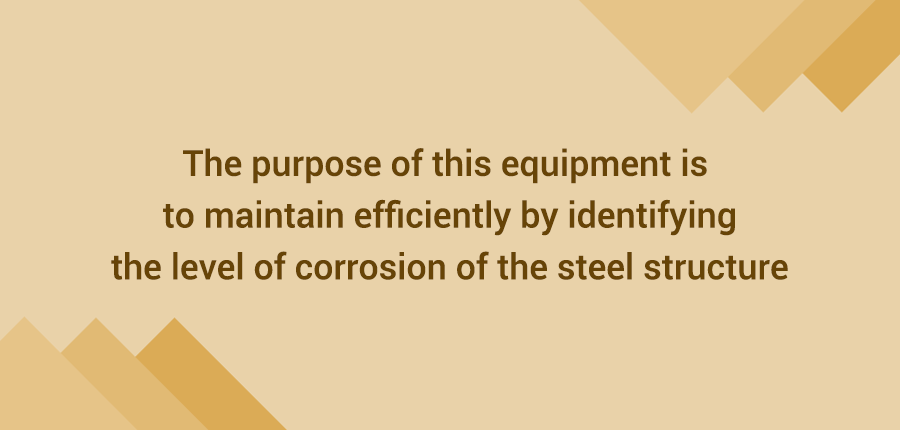 The purpose of this equipment is
to maintain efficiently by identifying
the level of corrosion of the steel structure